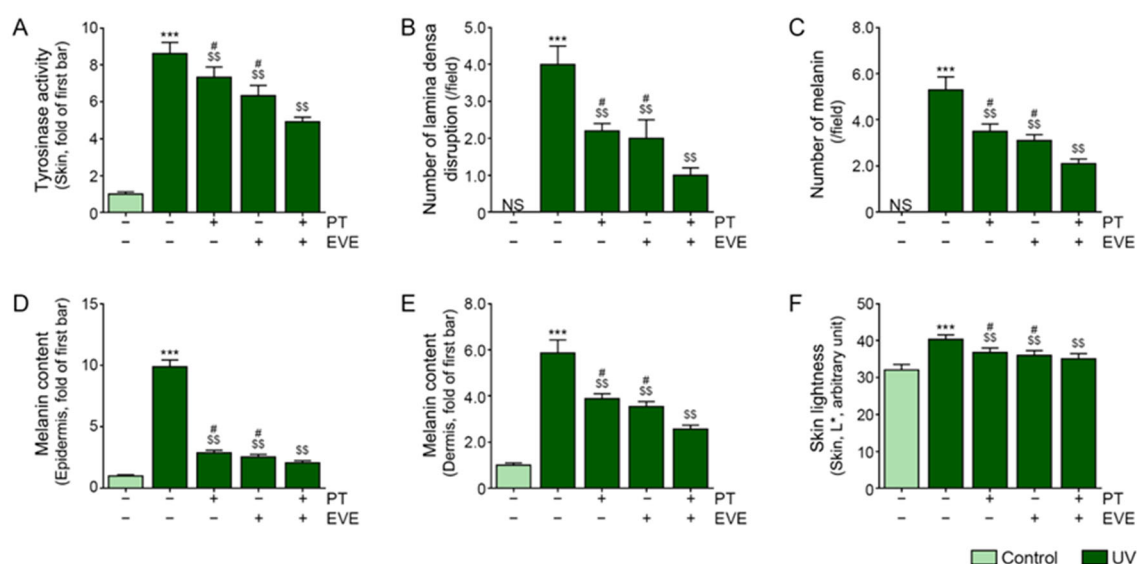 A
Tyrosinase activity
(Skin, fold of first bar)
10
8
6
4
2
0
***
#
$$
#
$$
$$
− − + − + PT
− − − + + EVE
B
Number of lamina densa
disruption (/field)
5.0
4.0
3.0
2.0
1.0
0
NS
***
#
$$
#
$$
$$
− − + − + PT
− − − + + EVE
C
Number of melanin
(/field)
8.0
6.0
4.0
2.0
0
NS
***
#
$$
#
$$
$$
− − + − + PT
− − − + + EVE
D
Melanin content
(Epidermis, fold of first bar)
15
10
5
0
***
#
$$
#
$$
$$
− − + − + PT
− − − + + EVE
E
Melanin content
(Dermis, fold of first bar)
8.0
6.0
4.0
2.0
0
***
#
$$
#
$$
$$
− − + − + PT
− − − + + EVE
F
Skin lightness
(Skin, L*, arbitrary unit)
50
40
30
20
10
0
***
#
$$
#
$$
$$
− − + − + PT
− − − + + EVE
Control UV